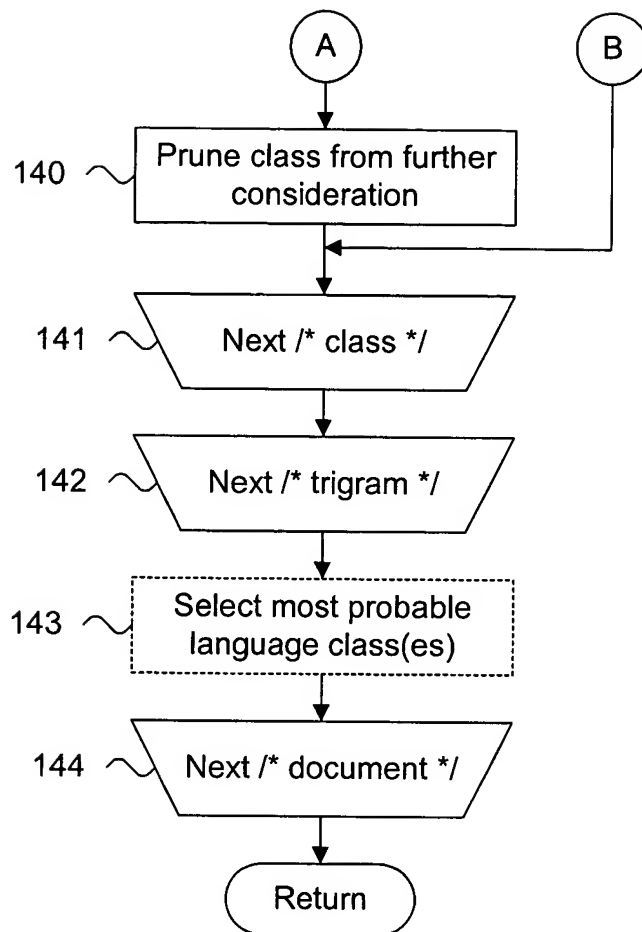 A
B
140
Prune class from further
consideration
141
Next /* class */
142
Next /* trigram */
143
Select most probable
language class(es)
144
Next /* document */
Return